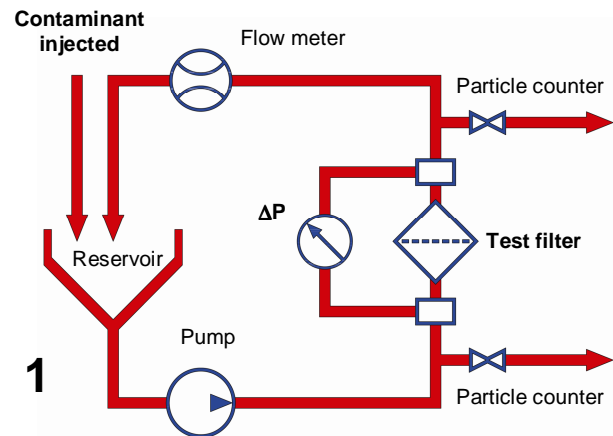 Contaminant
injected
Flow meter
Particle counter
ΔP
Test filter
Reservoir
Pump
1
Particle counter